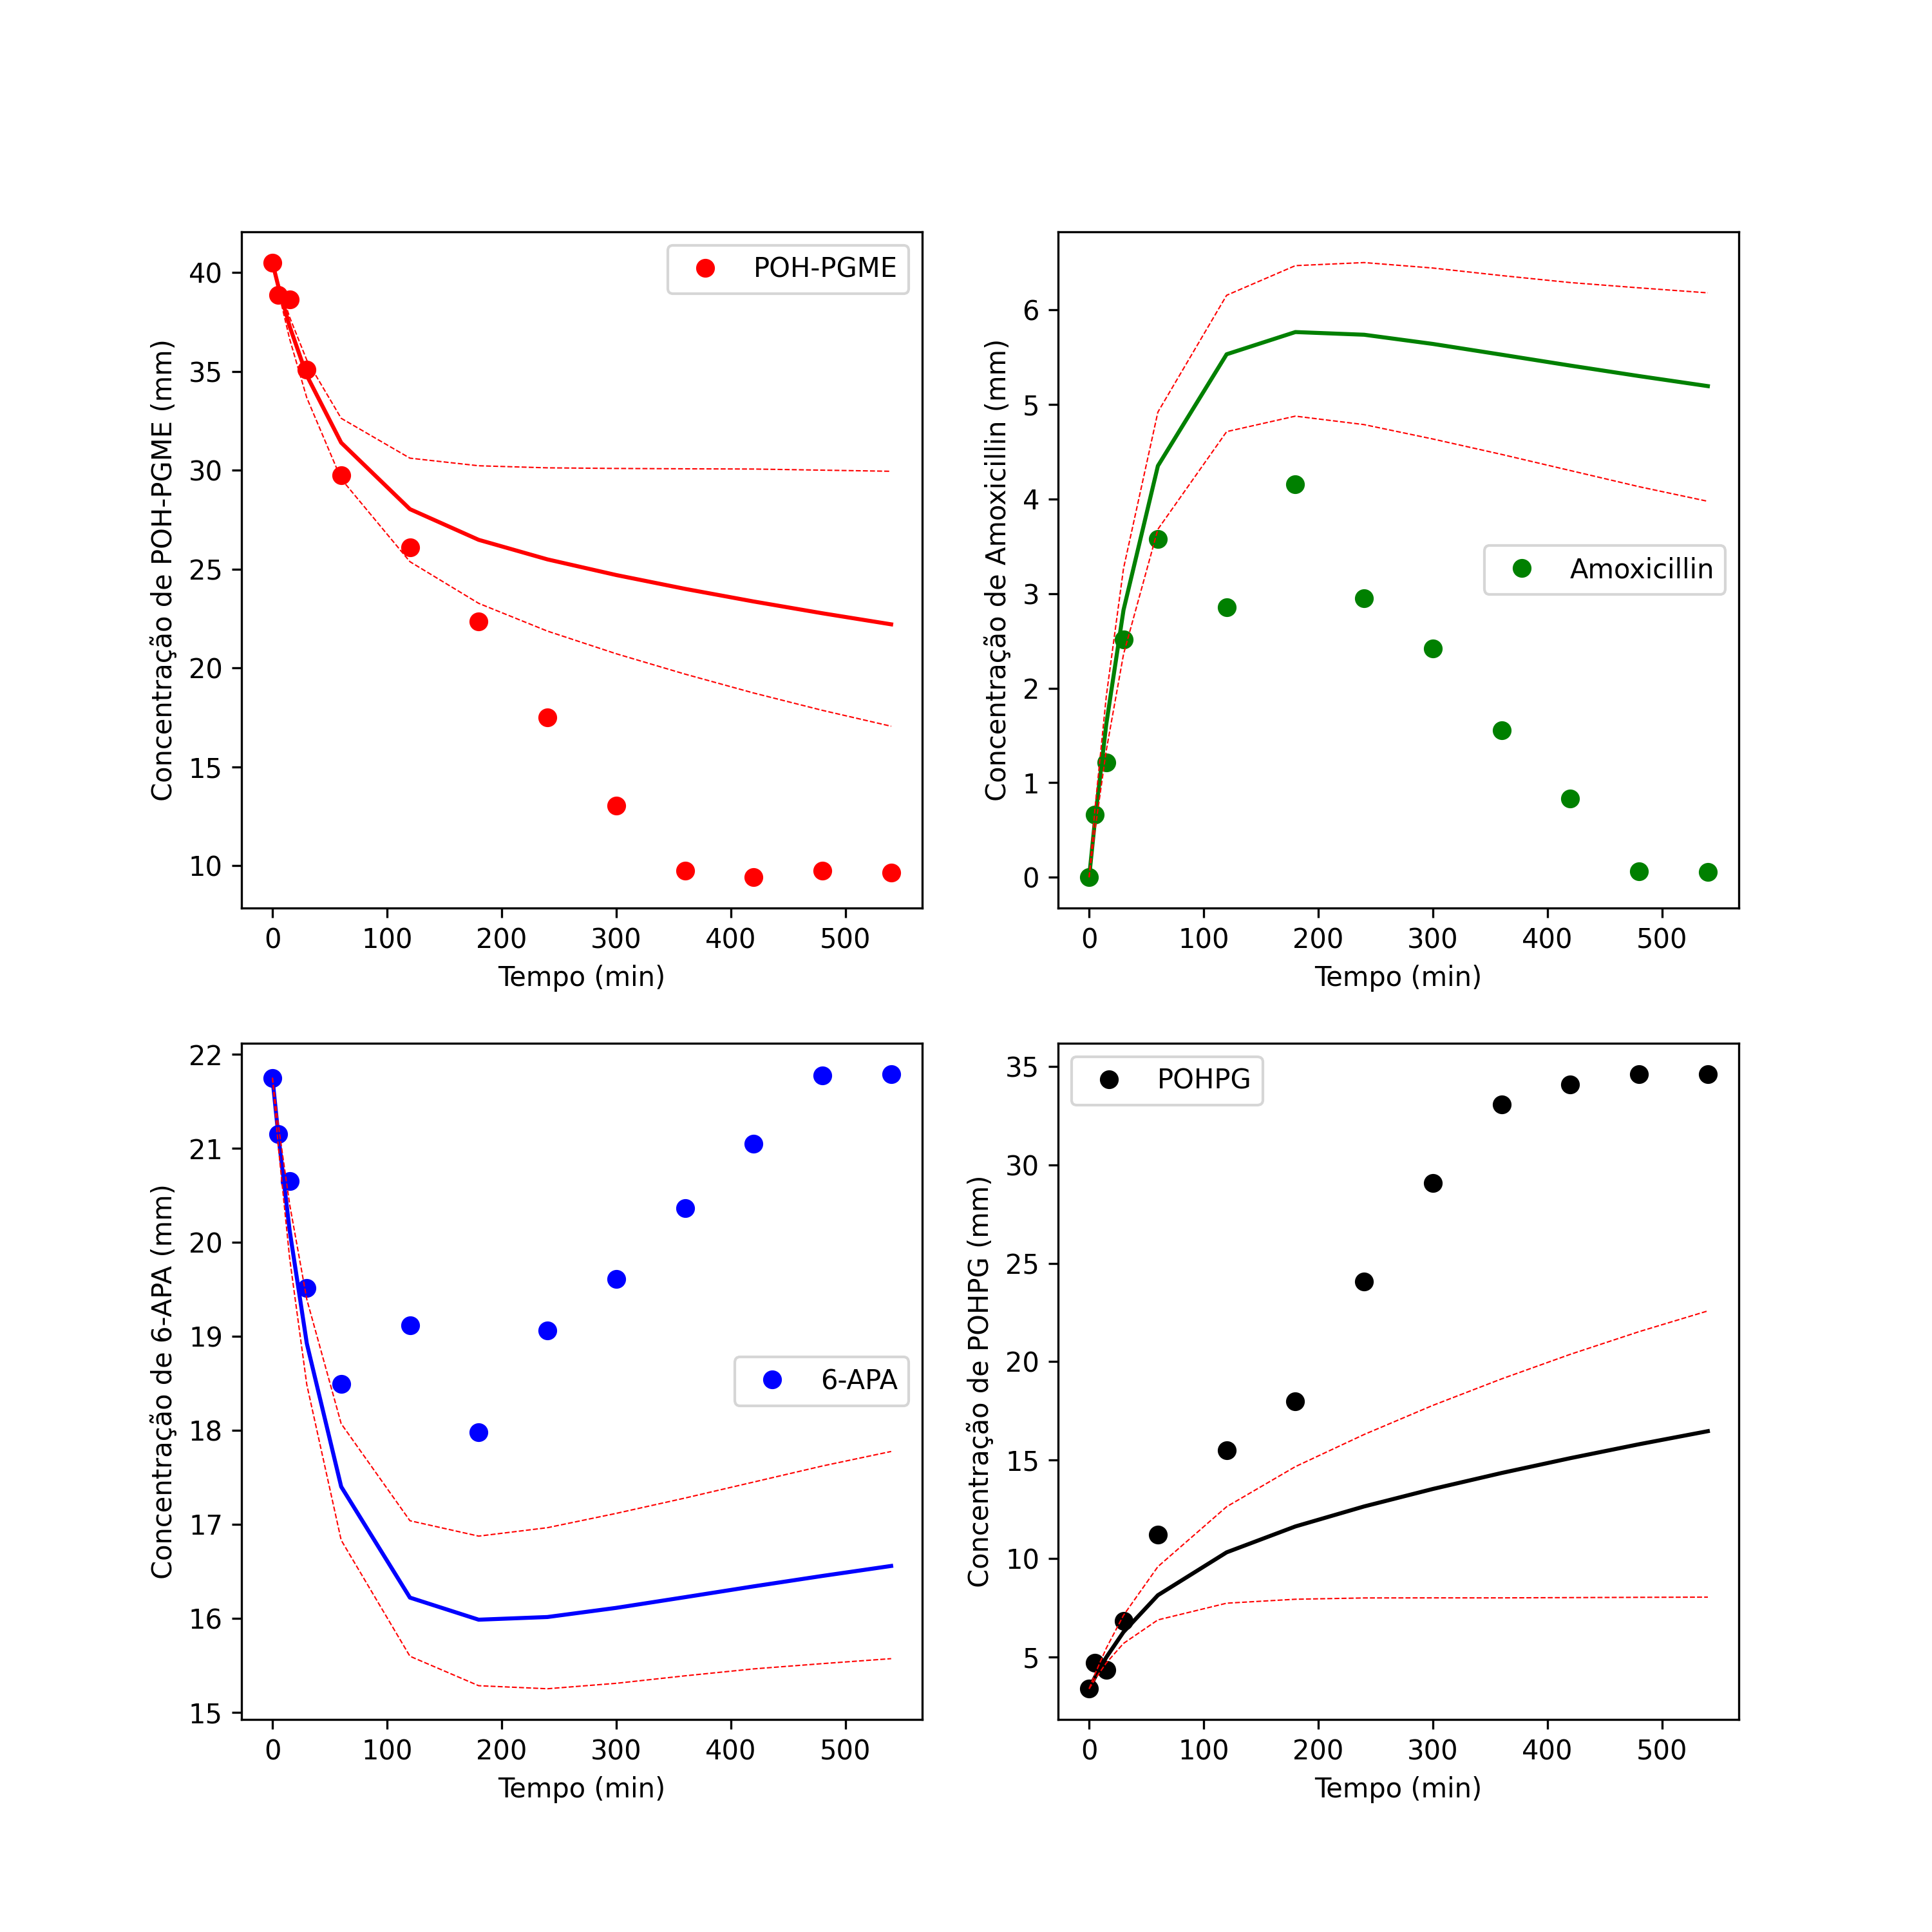 POH-PGME
40
35
30
25
20
15
10
Concentração de POH-PGME (mm)
0 100 200 300 400 500
Tempo (min)
Amoxicillin
6
5
4
3
2
1
0
Concentração de Amoxicillin (mm)
0 100 200 300 400 500
Tempo (min)
6-APA
22
21
20
19
18
17
16
15
Concentração de 6-APA (mm)
0 100 200 300 400 500
Tempo (min)
POHPG
35
30
25
20
15
10
5
Concentração de POHPG (mm)
0 100 200 300 400 500
Tempo (min)